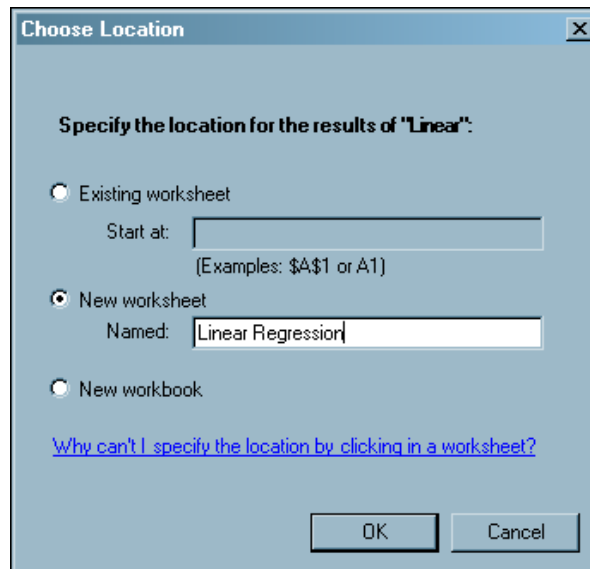 Choose Location
Specify the location for the results of "Linear":
Existing worksheet
Start at:
(Examples: $A$1 or A1)
New worksheet
Named: Linear Regression
New workbook
Why can't I specify the location by clicking in a worksheet?
OK Cancel